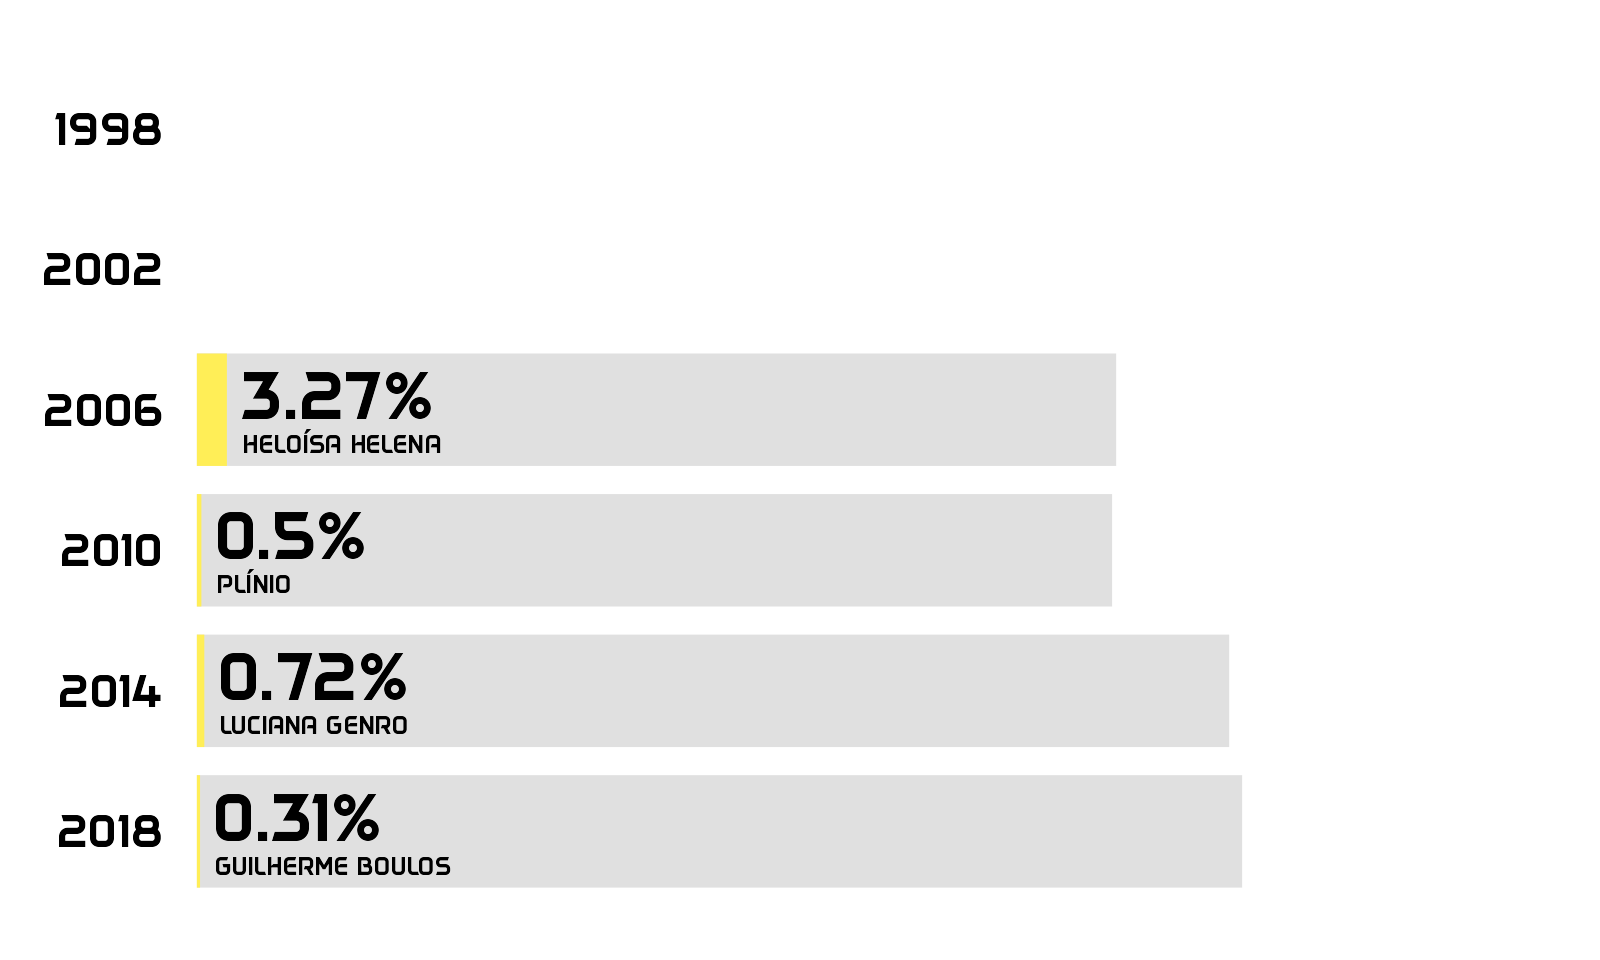 1998
2002
2006
3.27%
HELOÍSA HELENA
2010
0.5%
PLÍNIO
2014
0.72%
LUCIANA GENRO
2018
0.31%
GUILHERME BOULOS